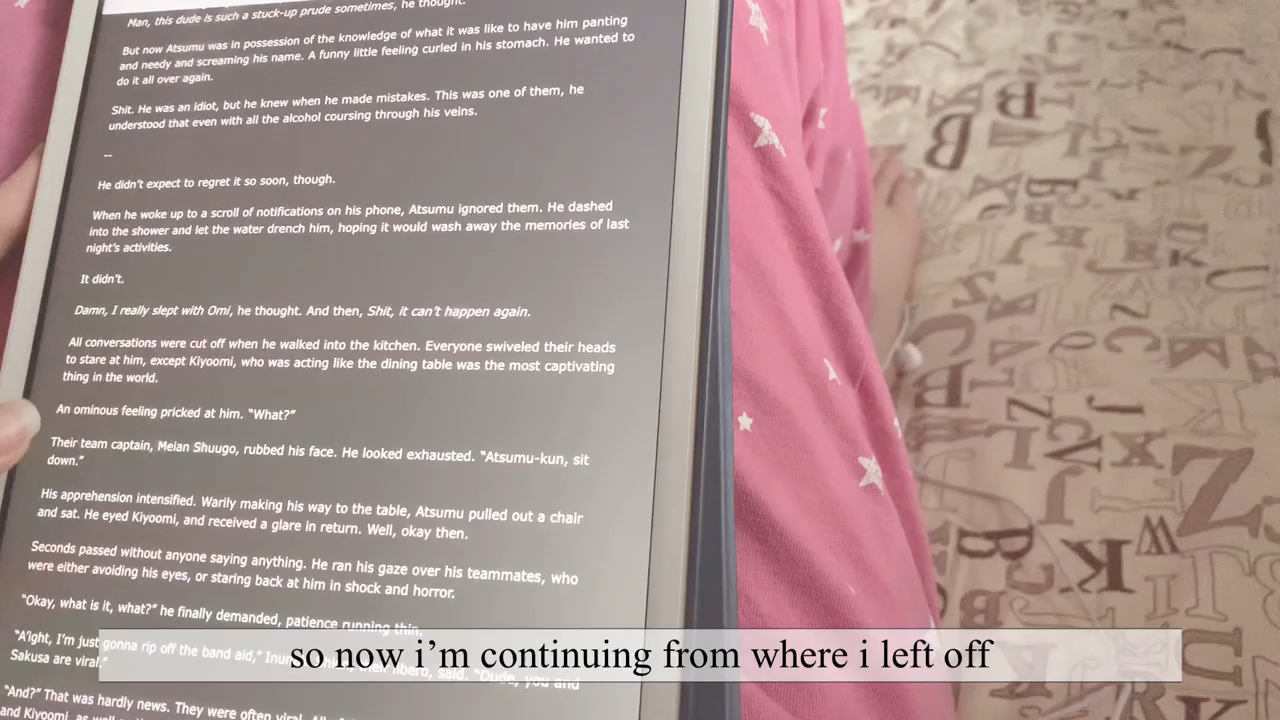 Man, this dude is such a stuck-up prude sometimes, he thought.
But now Atsumu was in possession of the knowledge of what it was like to have him panting
and needy and screaming his name. A funny little feeling curled in his stomach. He wanted to
do it all over again.
Shit. He was an idiot, but he knew when he made mistakes. This was one of them, he
understood that even with all the alcohol coursing through his veins.
--
He didn't expect to regret it so soon, though.
When he woke up to a scroll of notifications on his phone, Atsumu ignored them. He dashed
into the shower and let the water drench him, hoping it would wash away the memories of last
night's activities.
It didn't.
Damn, I really slept with Omi, he thought. And then, Shit, it can't happen again.
All conversations were cut off when he walked into the kitchen. Everyone swiveled their heads
to stare at him, except Kiyoomi, who was acting like the dining table was the most captivating
thing in the world.
An ominous feeling pricked at him. "What?"
Their team captain, Meian Shuugo, rubbed his face. He looked exhausted. "Atsumu-kun, sit
down."
His apprehension intensified. Warily making his way to the table, Atsumu pulled out a chair
and sat. He eyed Kiyoomi, and received a glare in return. Well, okay then.
Seconds passed without anyone saying anything. He ran his gaze over his teammates, who
were either avoiding his eyes, or staring back at him in shock and horror.
"Okay, what is it, what?" he finally demanded, patience running thin.
"A'ight, I'm just gonna rip off the band aid," their libero, said. "Dude, you and
Sakusa are viral."
"And?" That was hardly news. They were often viral.
and Kiyoomi, as well
so now i'm continuing from where i left off